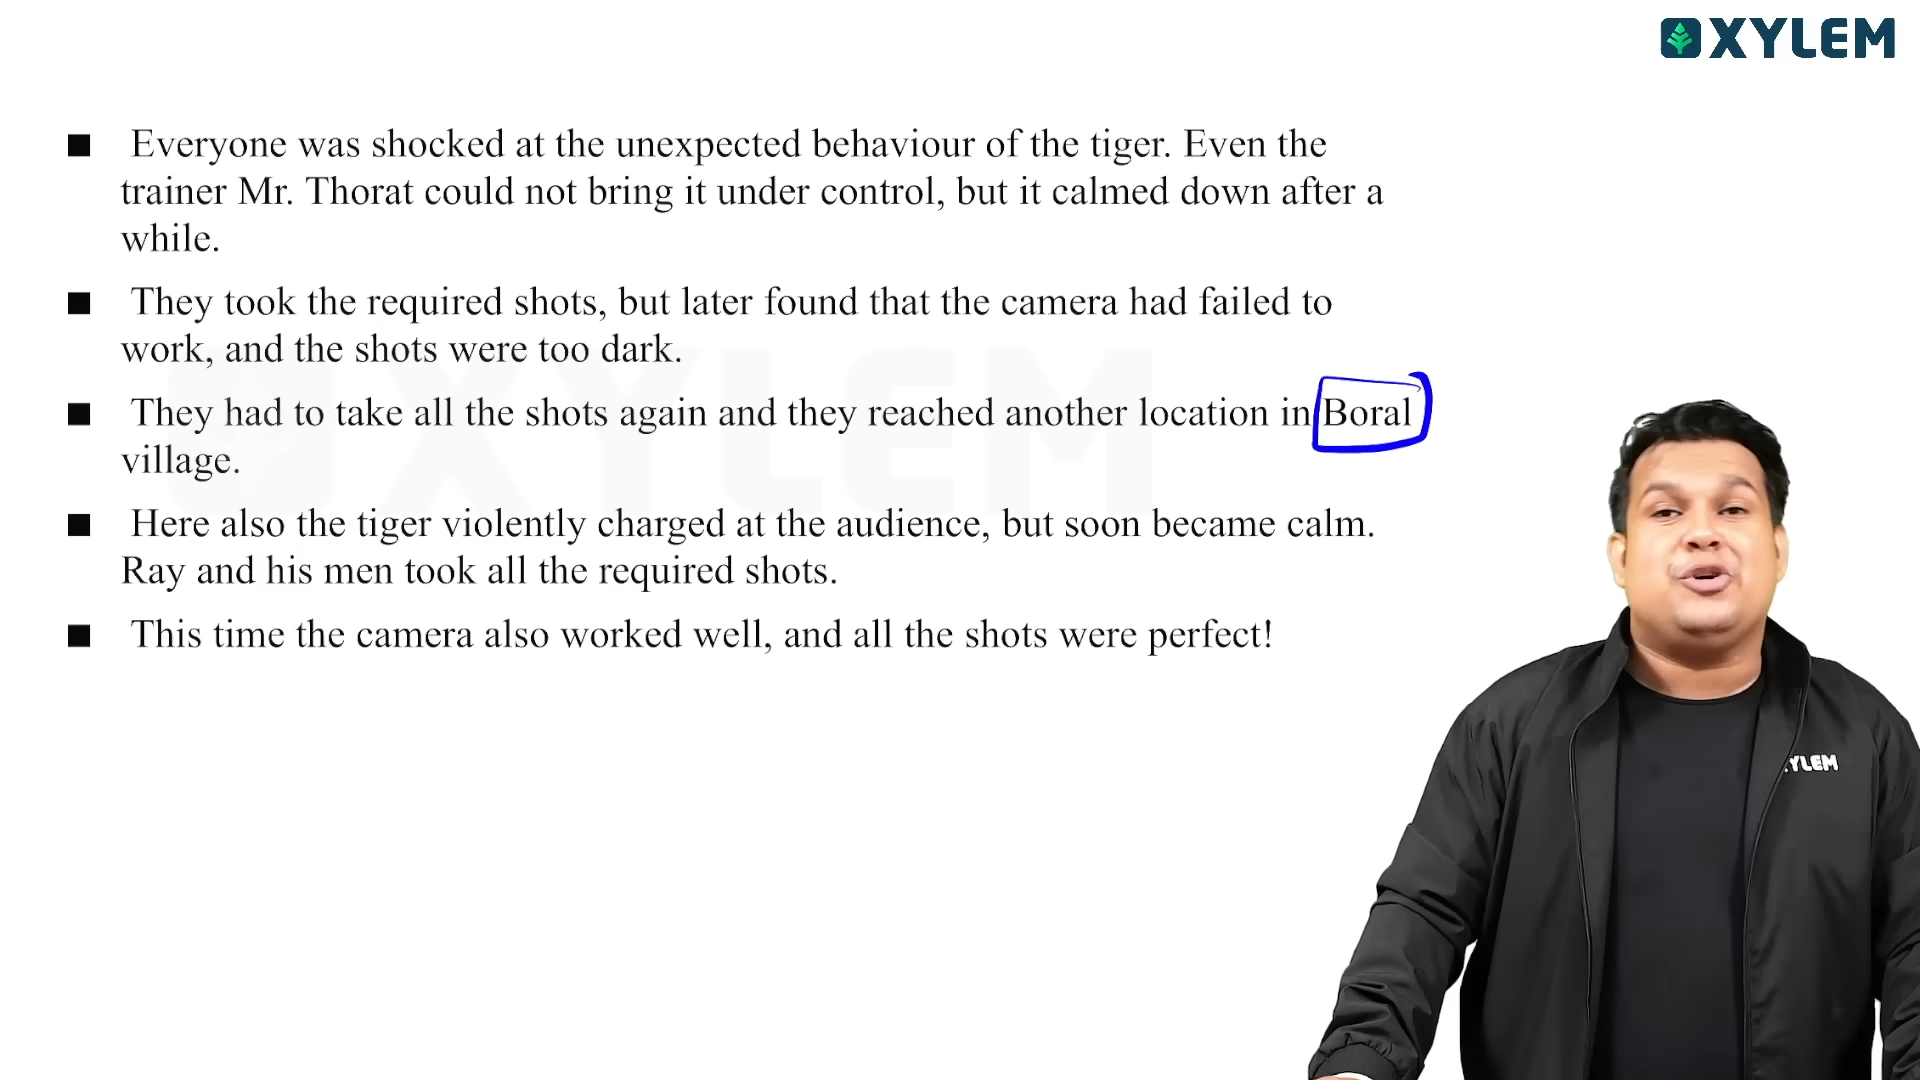 XYLEM
■ Everyone was shocked at the unexpected behaviour of the tiger. Even the
trainer Mr. Thorat could not bring it under control, but it calmed down after a
while.
■ They took the required shots, but later found that the camera had failed to
work, and the shots were too dark.
■ They had to take all the shots again and they reached another location in Boral
village.
■ Here also the tiger violently charged at the audience, but soon became calm.
Ray and his men took all the required shots.
■ This time the camera also worked well, and all the shots were perfect!
XYLEM
YLEM